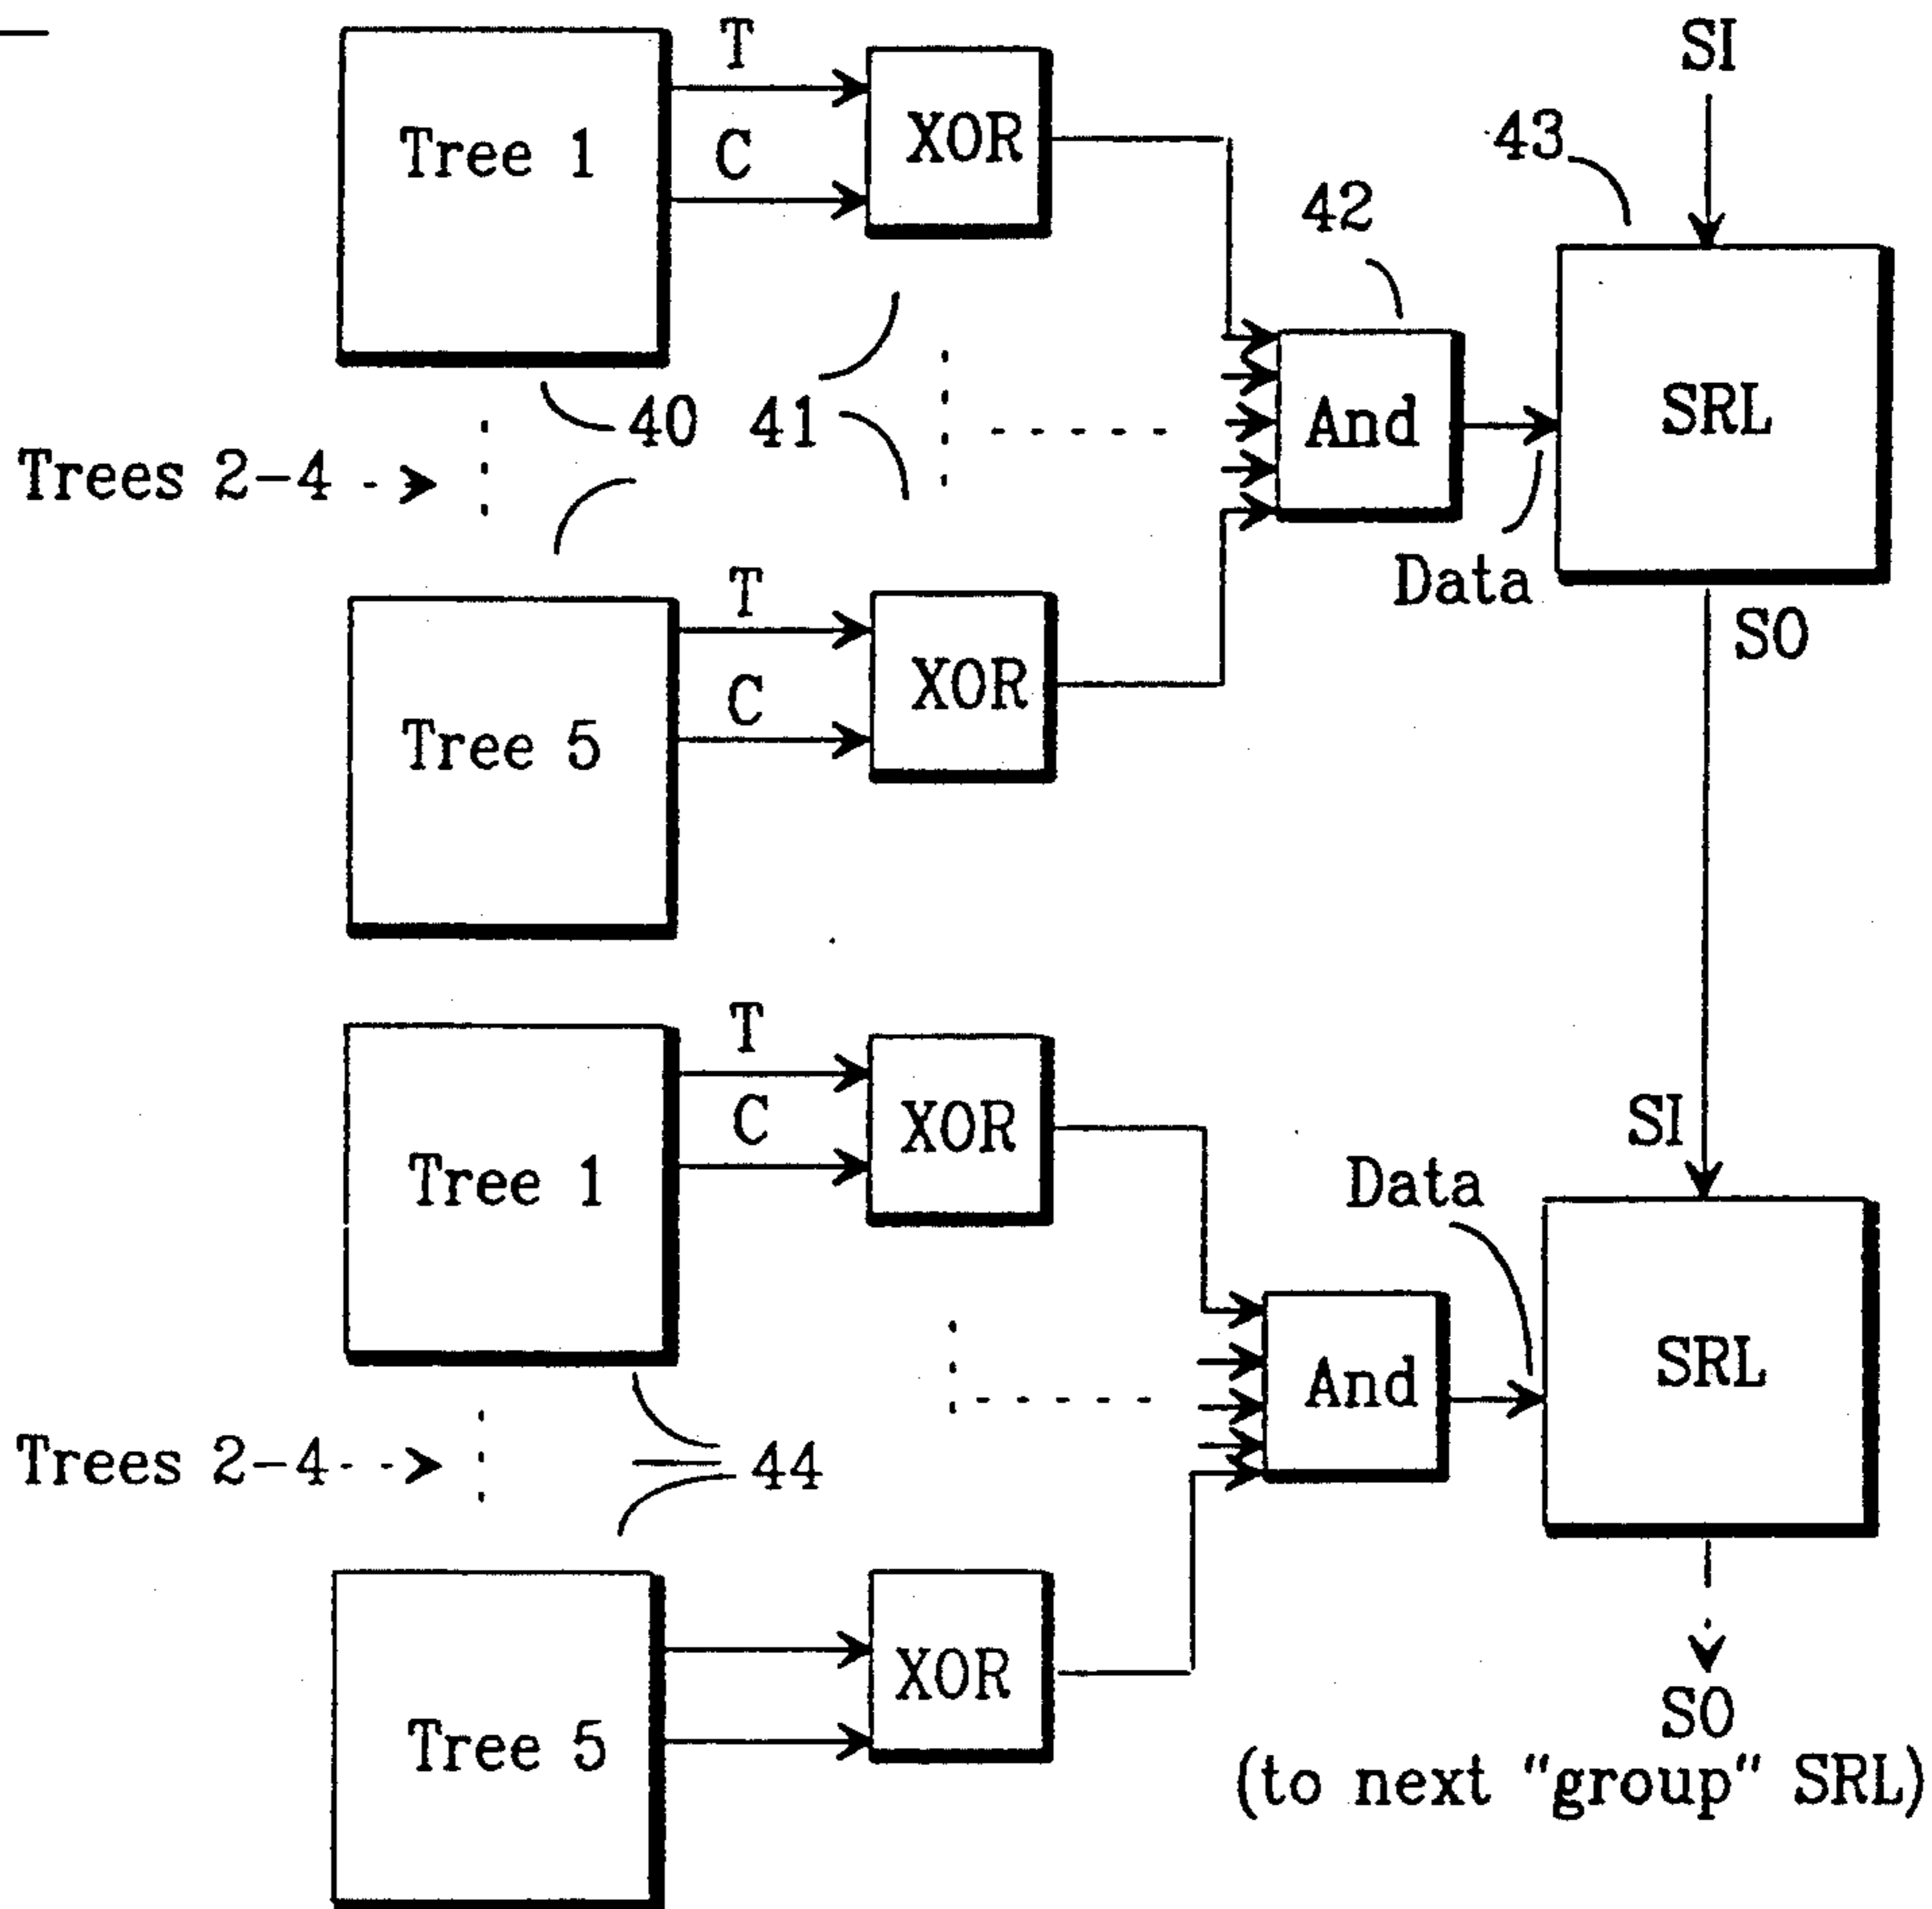 T
SI
Tree 1
C
XOR
43
42
40
41
And
SRL
Trees 2-4
Data
T
SO
XOR
C
Tree 5
T
C
XOR
SI
Tree 1
Data
And
SRL
Trees 2-4
44
XOR
SO
Tree 5
(to next "group" SRL)